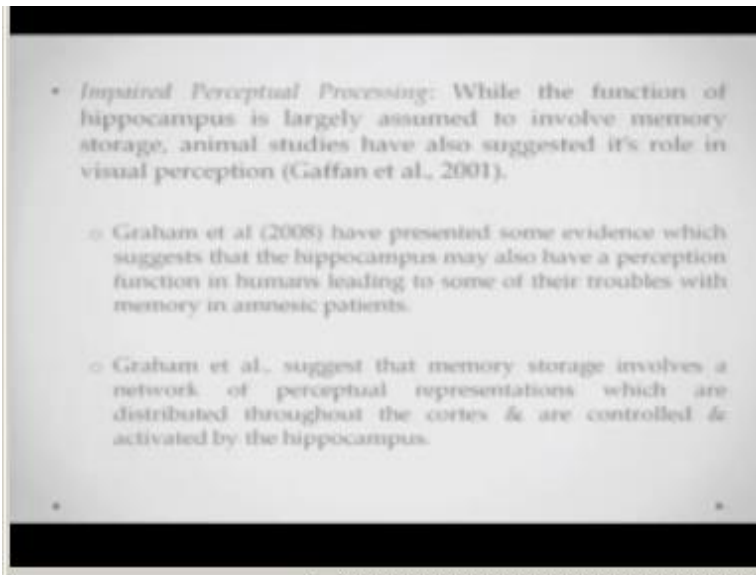 • Impaired Perceptual Processing: While the function of
hippocampus is largely assumed to involve memory
storage, animal studies have also suggested it's role in
visual perception (Gaffan et al., 2001).
o Graham et al (2008) have presented some evidence which
suggests that the hippocampus may also have a perception
function in humans leading to some of their troubles with
memory in amnesic patients.
o Graham et al., suggest that memory storage involves a
network of perceptual representations which are
distributed throughout the cortex & are controlled &
activated by the hippocampus.